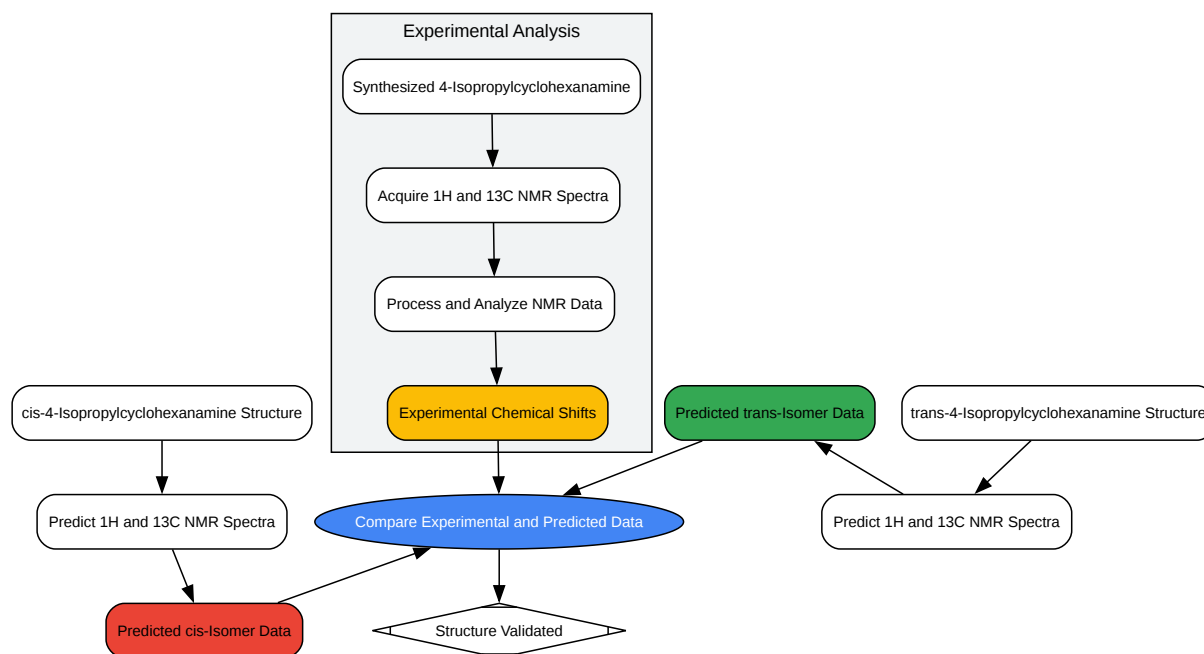 Experimental Analysis
Synthesized 4-Isopropylcyclohexanamine
Acquire 1H and 13C NMR Spectra
Process and Analyze NMR Data
cis-4-Isopropylcyclohexanamine Structure
Experimental Chemical Shifts
Predicted trans-Isomer Data
trans-4-Isopropylcyclohexanamine Structure
Predict 1H and 13C NMR Spectra
Compare Experimental and Predicted Data
Predict 1H and 13C NMR Spectra
Predicted cis-Isomer Data
Structure Validated